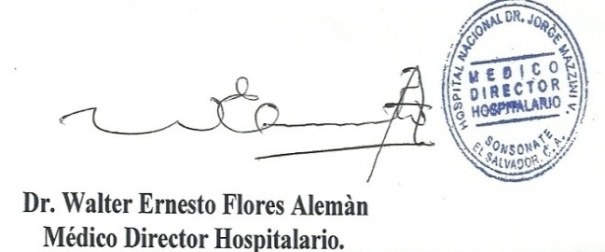 HOSPITAL NACIONAL DR. JORGE MAZZINI V.
MEDICO
DIRECTOR
HOSPITALARIO
SONSONATE
EL SALVADOR, C. A.
Dr. Walter Ernesto Flores Alemàn
Médico Director Hospitalario.